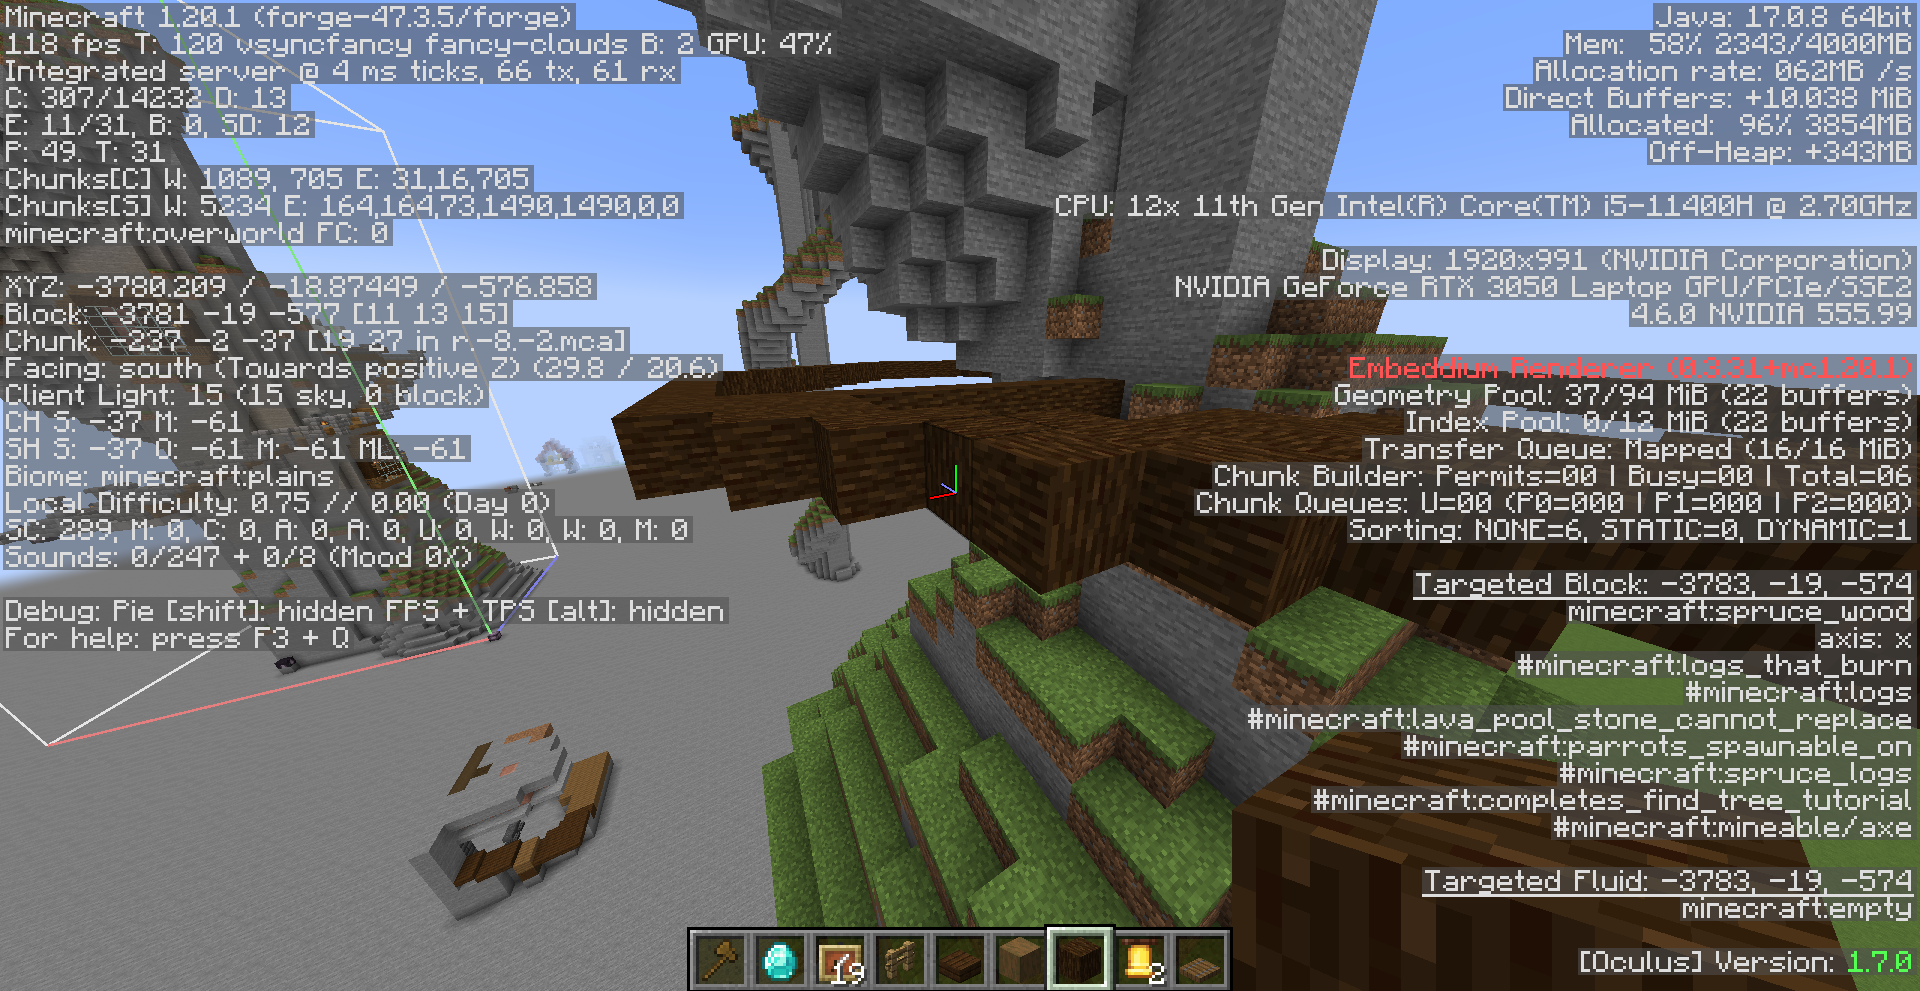 Minecraft 1.20.1 (forge-47.3.5/forge)
118 fps T: 120 vsyncfancy fancy-clouds B: 2 GPU: 47%
Integrated server @ 4 ms ticks, 66 tx, 61 rx
C: 307/14232 D: 13
E: 11/31, B: 0, SD: 12
P: 49. T: 31
Chunks[C] W: 1089, 705 E: 31,16,705
Chunks[S] W: 5234 E: 164,164,73,1490,1490,0,0
minecraft:overworld FC: 0
XYZ: -3780.209 / -18.87449 / -576.858
Block: -3781 -19 -577 [11 13 15]
Chunk: -237 -2 -37 [19 27 in r.-8.-2.mca]
Facing: south (Towards positive Z) (29.8 / 20.6)
Client Light: 15 (15 sky, 0 block)
CH S: -37 M: -61
SH S: -37 O: -61 M: -61 ML: -61
Biome: minecraft:plains
Local Difficulty: 0.75 // 0.00 (Day 0)
SC: 289, M: 0, C: 0, A: 0, A: 0, U: 0, W: 0, W: 0, M: 0
Sounds: 0/247 + 0/8 (Mood 0%)
Debug: Pie [shift]: hidden FPS + TPS [alt]: hidden
For help: press F3 + Q
Java: 17.0.8 64bit
Mem: 58% 2343/4000MB
Allocation rate: 062MB /s
Direct Buffers: +10.038 MiB
Allocated: 96% 3854MB
Off-Heap: +343MB
CPU: 12x 11th Gen Intel(R) Core(TM) i5-11400H @ 2.70GHz
Display: 1920x991 (NVIDIA Corporation)
NVIDIA GeForce RTX 3050 Laptop GPU/PCIe/SSE2
4.6.0 NVIDIA 555.99
Embeddium Renderer (0.3.31+mc1.20.1)
Geometry Pool: 37/94 MiB (22 buffers)
Index Pool: 0/12 MiB (22 buffers)
Transfer Queue: Mapped (16/16 MiB)
Chunk Builder: Permits=00 | Busy=00 | Total=06
Chunk Queues: U=00 (P0=000 | P1=000 | P2=000)
Sorting: NONE=6, STATIC=0, DYNAMIC=1
Targeted Block: -3783, -19, -574
minecraft:spruce_wood
axis: x
#minecraft:logs_that_burn
#minecraft:logs
#minecraft:lava_pool_stone_cannot_replace
#minecraft:parrots_spawnable_on
#minecraft:spruce_logs
#minecraft:completes_find_tree_tutorial
#minecraft:mineable/axe
Targeted Fluid: -3783, -19, -574
minecraft:empty
[Oculus] Version: 1.7.0
19
2